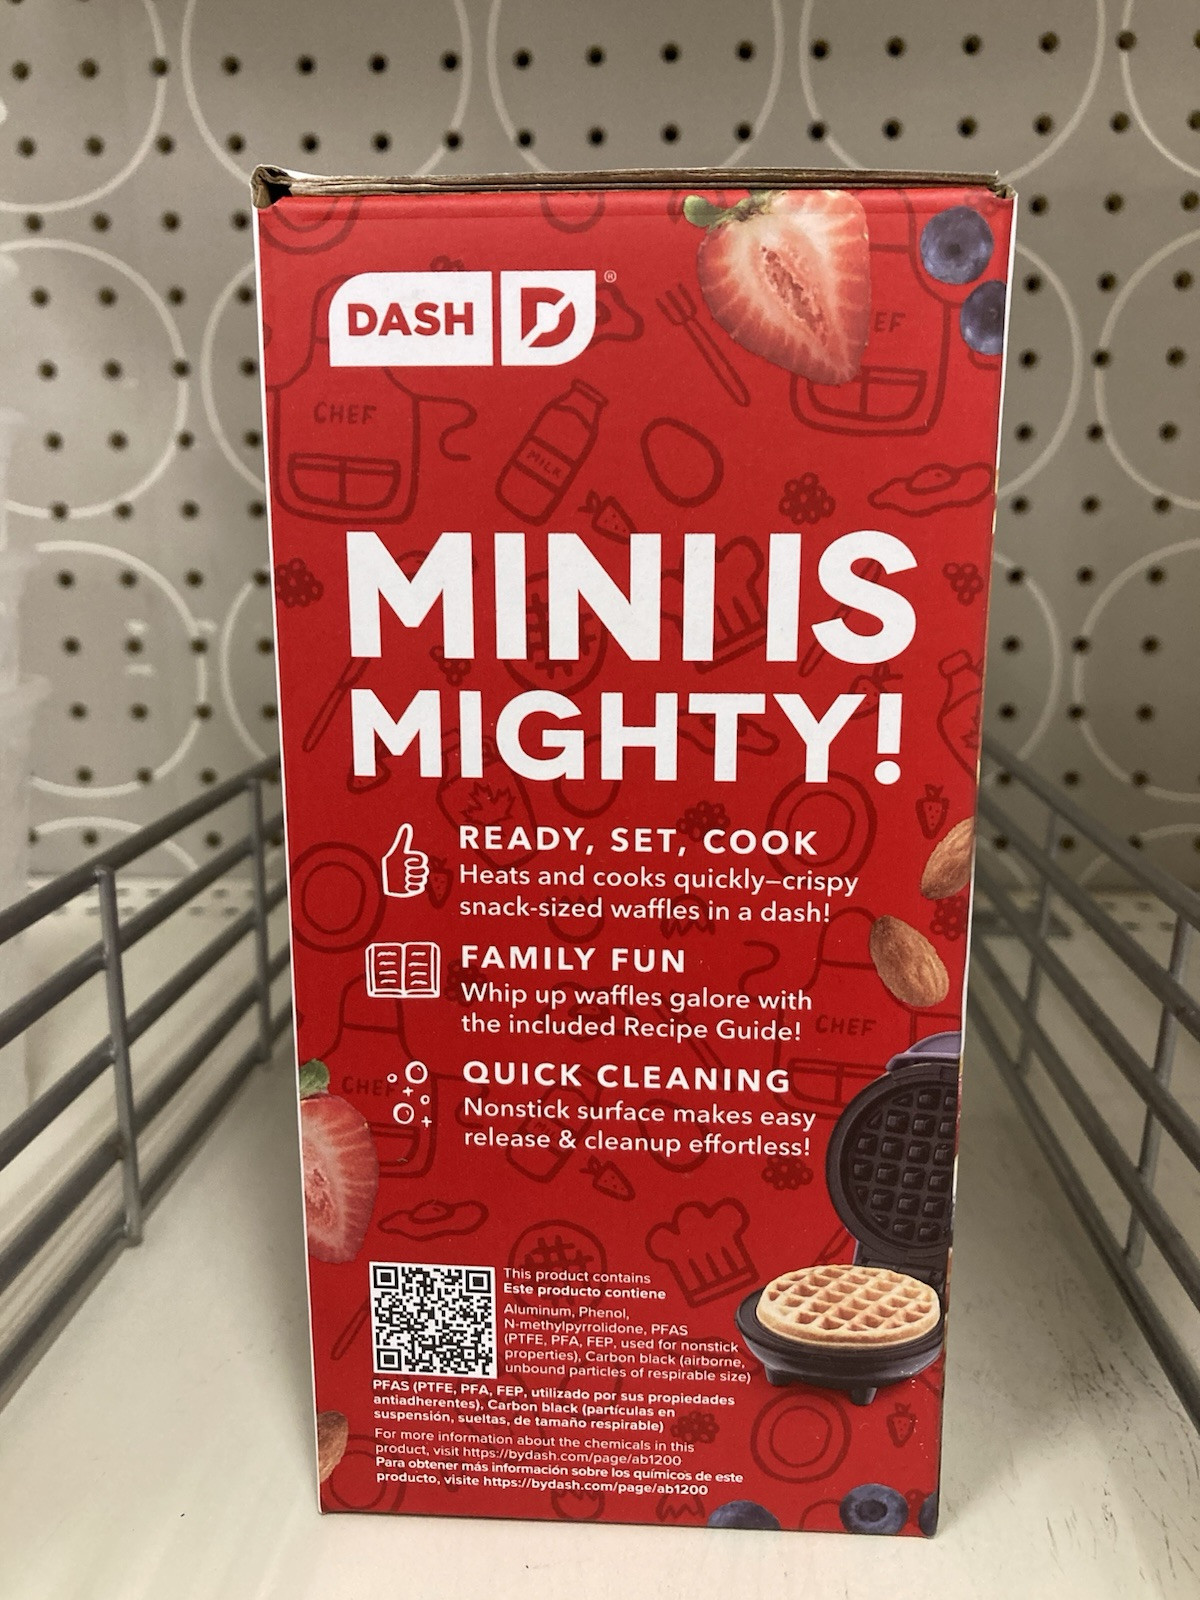 DASH D®
EF
CHEF
MILK
MINI IS
MIGHTY!
READY, SET, COOK
Heats and cooks quickly—crispy
snack-sized waffles in a dash!
FAMILY FUN
Whip up waffles galore with
the included Recipe Guide!
CHEF
QUICK CLEANING
CHEF
Nonstick surface makes easy
release & cleanup effortless!
This product contains
Este producto contiene
Aluminum, Phenol,
N-methylpyrrolidone, PFAS
(PTFE, PFA, FEP, used for nonstick
properties), Carbon black (airborne,
unbound particles of respirable size)
PFAS (PTFE, PFA, FEP, utilizado por sus propiedades
antiadherentes), Carbon black (partículas en
suspensión, sueltas, de tamaño respirable)
For more information about the chemicals in this
product, visit https://bydash.com/page/ab1200
Para obtener más información sobre los químicos de este
producto, visite https://bydash.com/page/ab1200